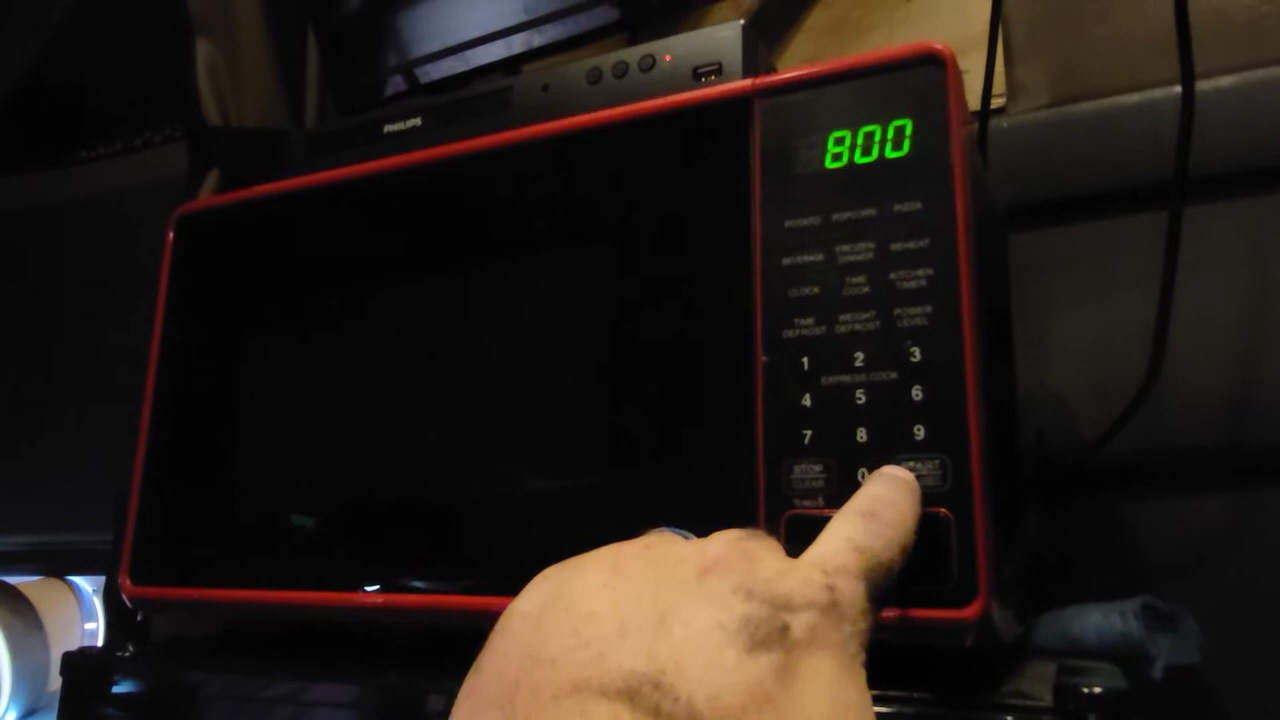 PHILIPS
800
POTATO POPCORN PIZZA
BEVERAGE FROZEN DINNER REHEAT
CLOCK TIME COOK KITCHEN TIMER
TIME DEFROST WEIGHT DEFROST POWER LEVEL
1 2 3
EXPRESS COOK
4 5 6
7 8 9
STOP 0 START
CLEAR